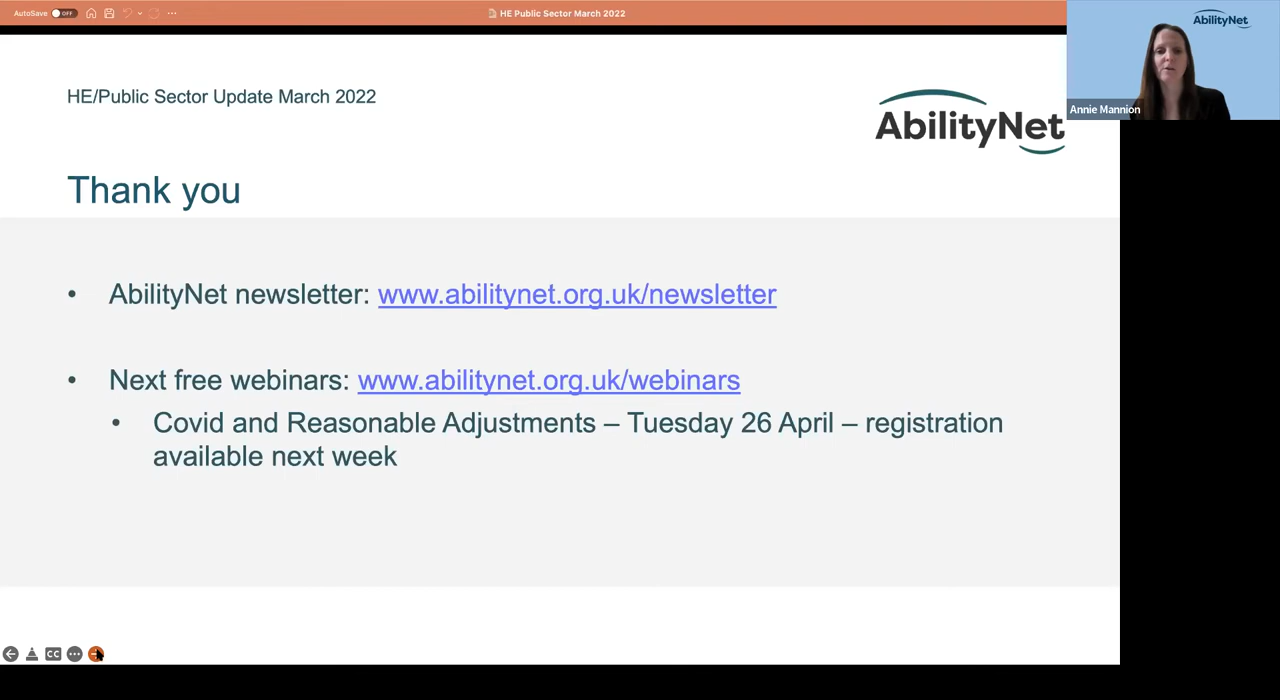 AutoSave OFF
HE Public Sector March 2022
AbilityNet
Annie Mannion
HE/Public Sector Update March 2022
AbilityNet
Thank you
• AbilityNet newsletter: www.abilitynet.org.uk/newsletter
• Next free webinars: www.abilitynet.org.uk/webinars
• Covid and Reasonable Adjustments – Tuesday 26 April – registration
available next week
CC